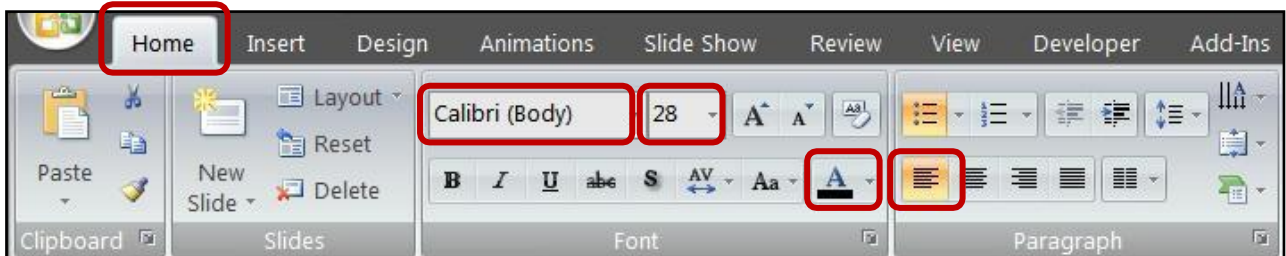 Home Insert Design Animations Slide Show Review View Developer Add-Ins
Layout
Calibri (Body) 28 A A Aa
Reset
Paste New B I U abc S AV Aa A
Slide Delete
Clipboard Slides Font Paragraph